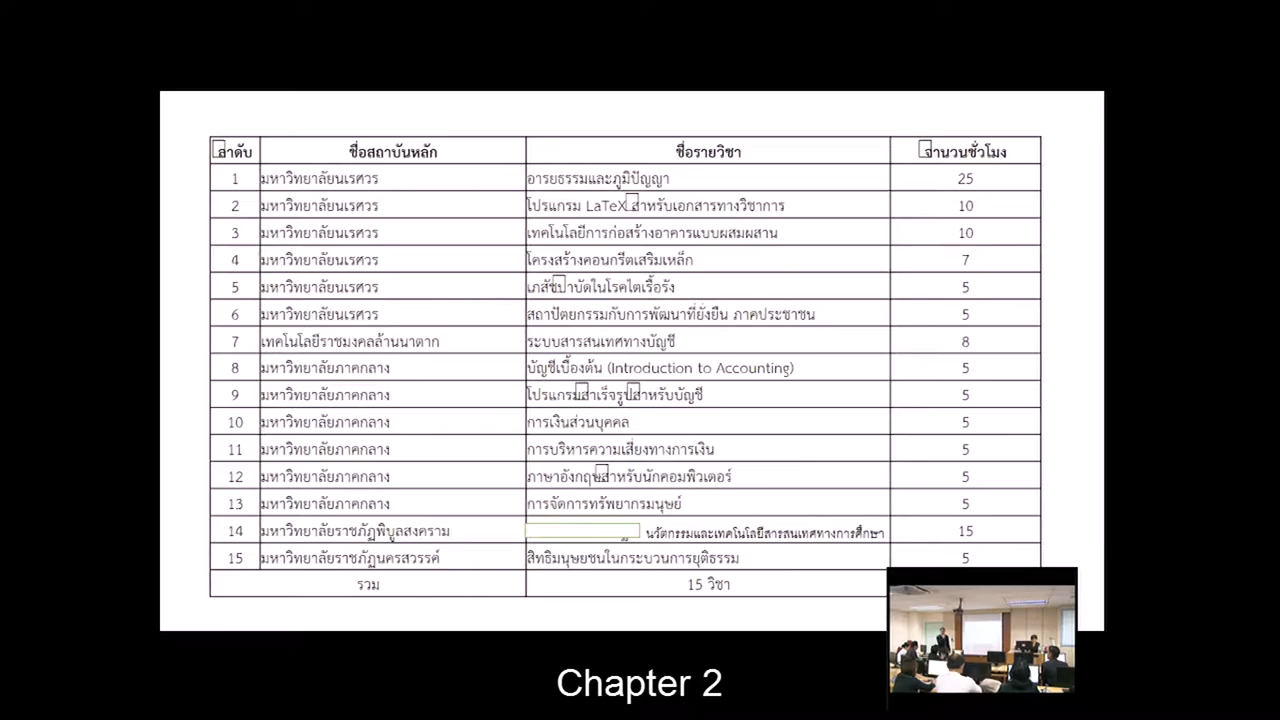 ลำดับ ชื่อสถาบันหลัก ชื่อรายวิชา จำนวนชั่วโมง
1 มหาวิทยาลัยนเรศวร อารยธรรมและภูมิปัญญา 25
2 มหาวิทยาลัยนเรศวร โปรแกรม LaTeX สำหรับเอกสารทางวิชาการ 10
3 มหาวิทยาลัยนเรศวร เทคโนโลยีการก่อสร้างอาคารแบบผสมผสาน 10
4 มหาวิทยาลัยนเรศวร โครงสร้างคอนกรีตเสริมเหล็ก 7
5 มหาวิทยาลัยนเรศวร เภสัชบำบัดในโรคไตเรื้อรัง 5
6 มหาวิทยาลัยนเรศวร สถาปัตยกรรมกับการพัฒนาที่ยั่งยืน ภาคประชาชน 5
7 เทคโนโลยีราชมงคลล้านนาตาก ระบบสารสนเทศทางบัญชี 8
8 มหาวิทยาลัยภาคกลาง บัญชีเบื้องต้น (Introduction to Accounting) 5
9 มหาวิทยาลัยภาคกลาง โปรแกรมสำเร็จรูปสำหรับบัญชี 5
10 มหาวิทยาลัยภาคกลาง การเงินส่วนบุคคล 5
11 มหาวิทยาลัยภาคกลาง การบริหารความเสี่ยงทางการเงิน 5
12 มหาวิทยาลัยภาคกลาง ภาษาอังกฤษสำหรับนักคอมพิวเตอร์ 5
13 มหาวิทยาลัยภาคกลาง การจัดการทรัพยากรมนุษย์ 5
14 มหาวิทยาลัยราชภัฏพิบูลสงคราม นวัตกรรมและเทคโนโลยีสารสนเทศทางการศึกษา 15
15 มหาวิทยาลัยราชภัฏนครสวรรค์ สิทธิมนุษยชนในกระบวนการยุติธรรม 5
รวม 15 วิชา
Chapter 2